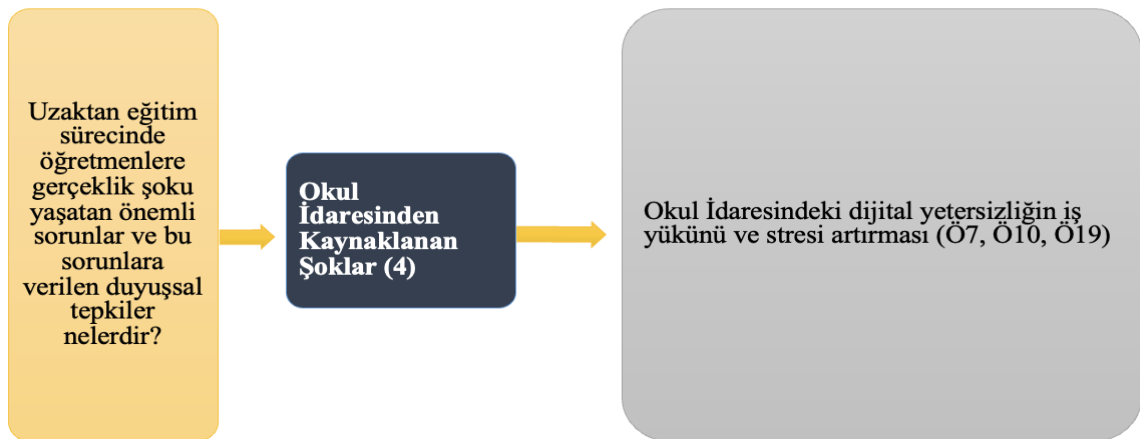 Uzaktan eğitim
sürecinde
öğretmenlere
gerçeklik şoku
yaşatan önemli
sorunlar ve bu
sorunlara
verilen duyuşsal
tepkiler
nelerdir?
Okul
İdaresinden
Kaynaklanan
Şoklar (4)
Okul İdaresindeki dijital yetersizliğin iş
yükünü ve stresi artırması (Ö7, Ö10, Ö19)